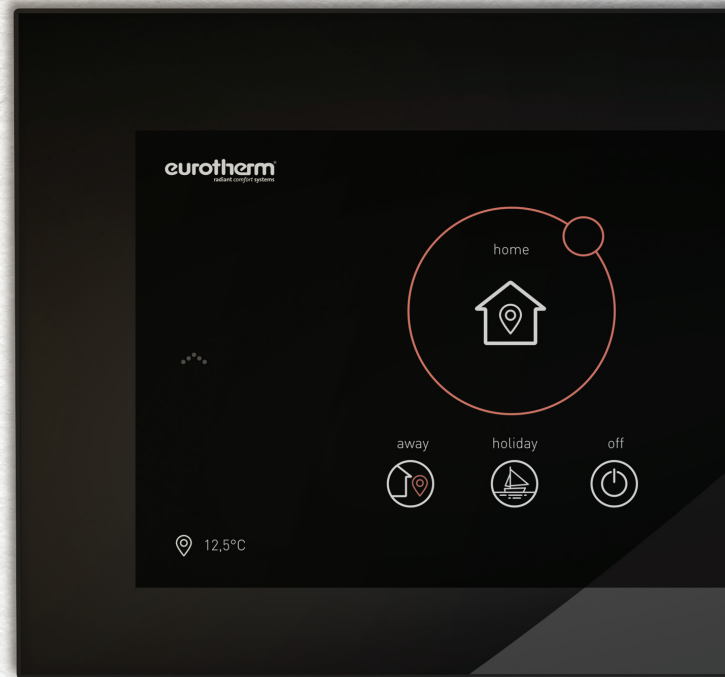 eurotherm
radiant comfort systems
home
away holiday off
12,5°C